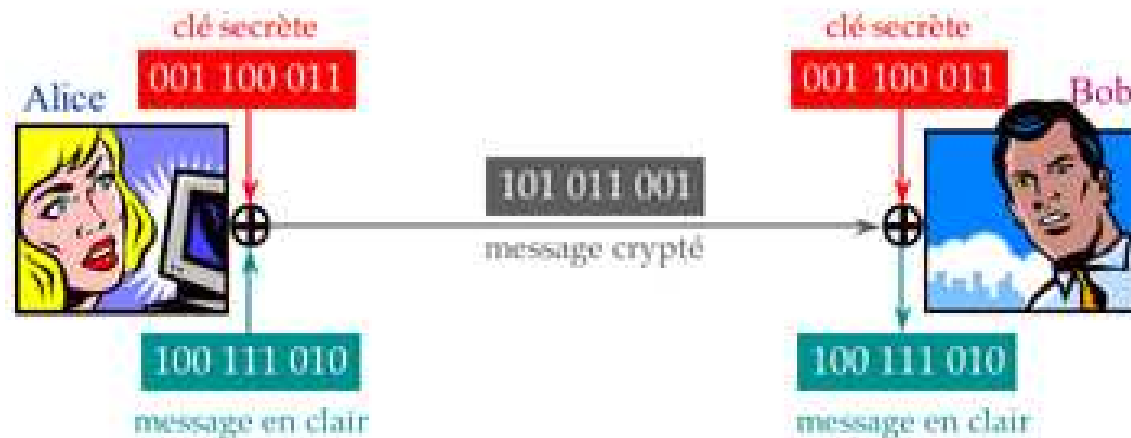 clé secrète
001 100 011
Alice
101 011 001
message crypté
100 111 010
message en clair
clé secrète
001 100 011
Bob
100 111 010
message en clair